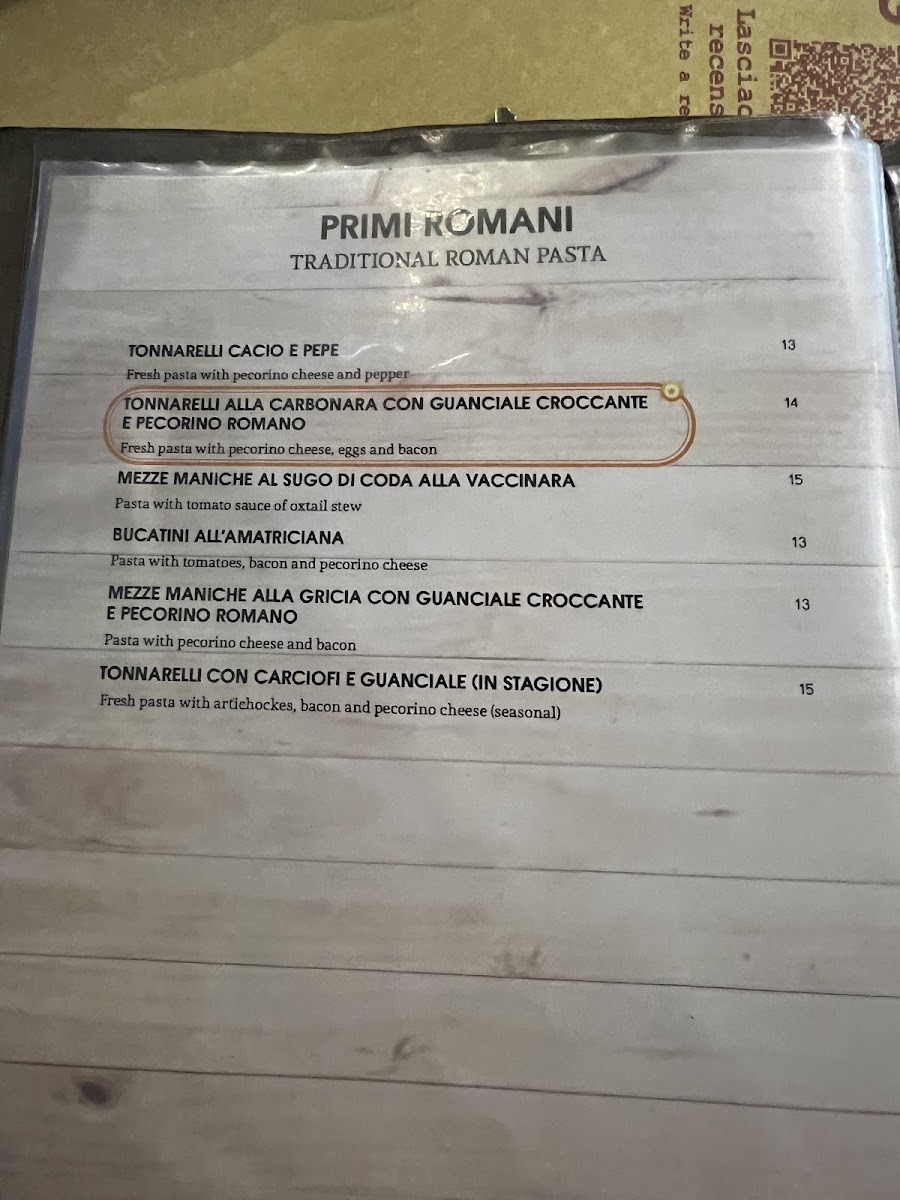 Lasciac
recens
Write a re
PRIMI ROMANI
TRADITIONAL ROMAN PASTA
TONNARELLI CACIO E PEPE 13
Fresh pasta with pecorino cheese and pepper
TONNARELLI ALLA CARBONARA CON GUANCIALE CROCCANTE 14
E PECORINO ROMANO
Fresh pasta with pecorino cheese, eggs and bacon
MEZZE MANICHE AL SUGO DI CODA ALLA VACCINARA 15
Pasta with tomato sauce of oxtail stew
BUCATINI ALL'AMATRICIANA 13
Pasta with tomatoes, bacon and pecorino cheese
MEZZE MANICHE ALLA GRICIA CON GUANCIALE CROCCANTE 13
E PECORINO ROMANO
Pasta with pecorino cheese and bacon
TONNARELLI CON CARCIOFI E GUANCIALE (IN STAGIONE) 15
Fresh pasta with artichockes, bacon and pecorino cheese (seasonal)